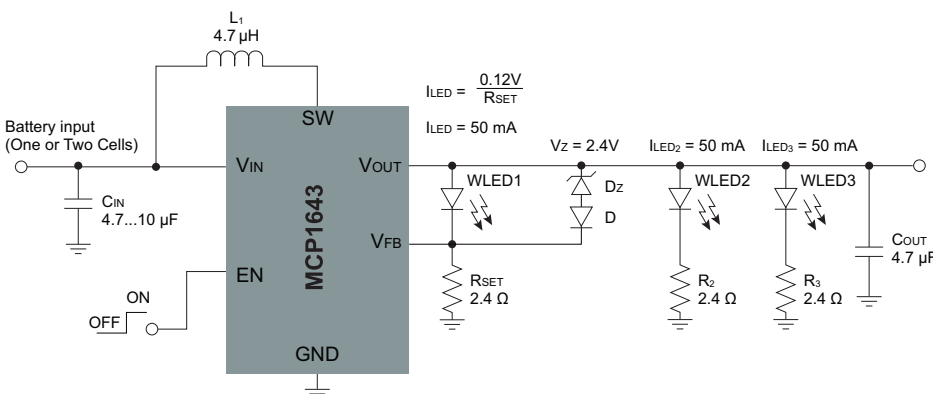 L1
4.7 µH
ILED = 0.12V
RSET
ILED = 50 mA
Battery input
(One or Two Cells)
SW
VIN
VOUT
VZ = 2.4V
ILED2 = 50 mA
ILED3 = 50 mA
WLED1
DZ
D
WLED2
WLED3
CIN
4.7...10 µF
MCP1643
VFB
COUT
4.7 µF
EN
RSET
2.4 Ω
R2
2.4 Ω
R3
2.4 Ω
ON
OFF
GND